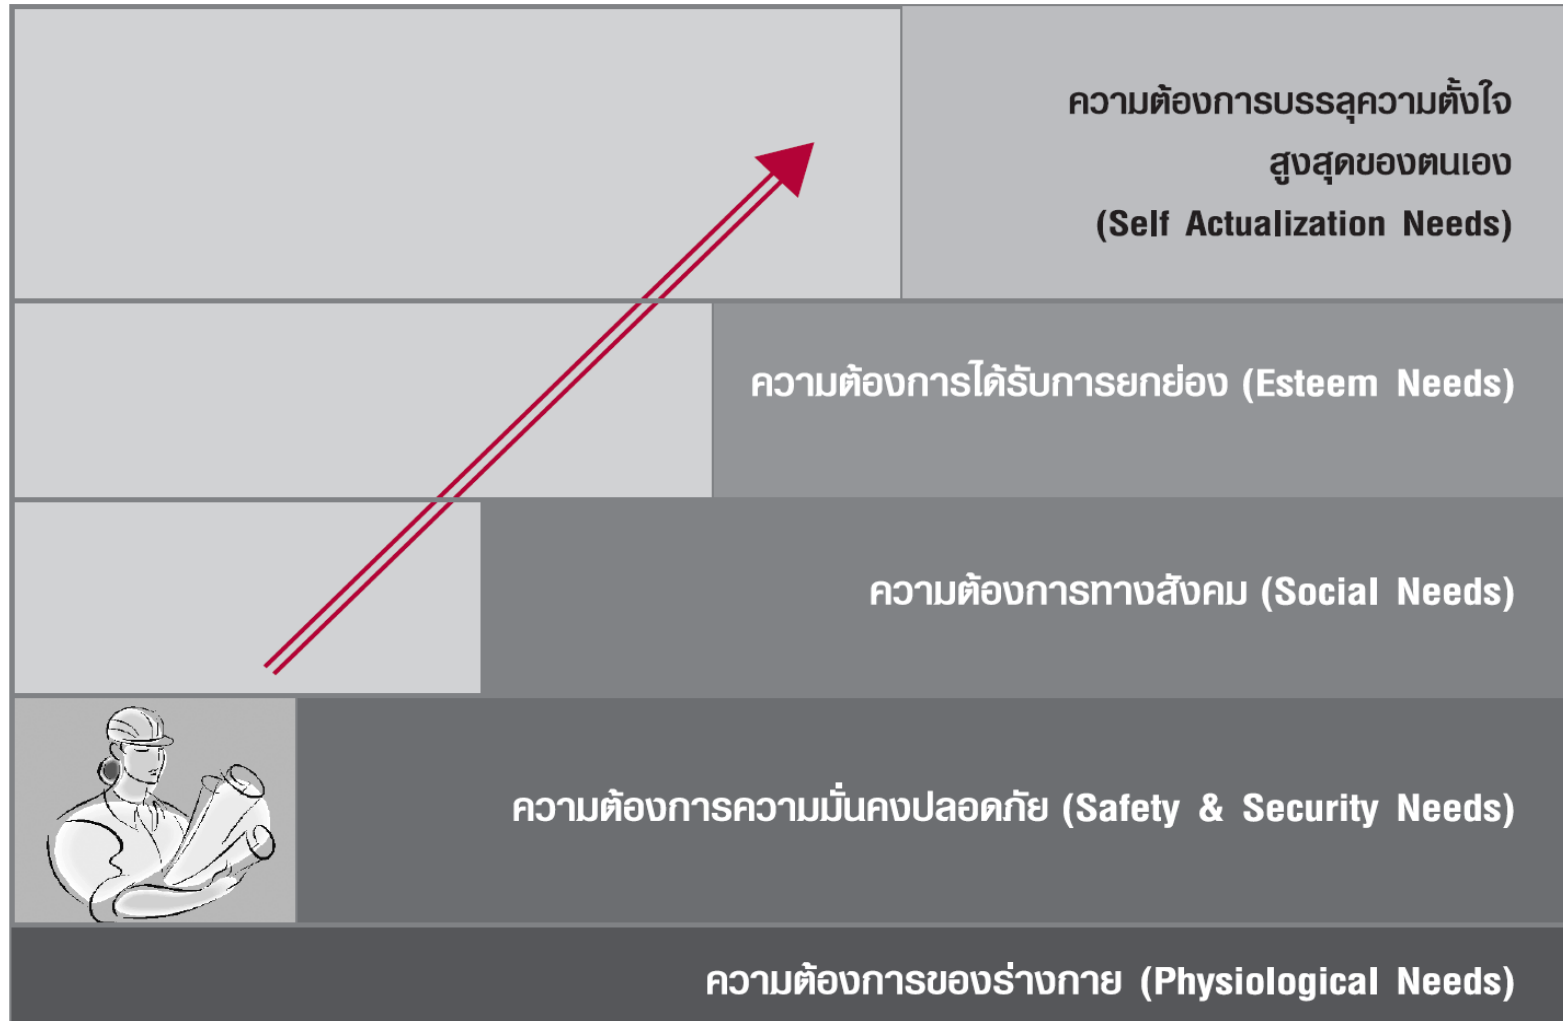 ความต้องการบรรลุความตั้งใจ
สูงสุดของตนเอง
(Self Actualization Needs)
ความต้องการได้รับการยกย่อง (Esteem Needs)
ความต้องการทางสังคม (Social Needs)
ความต้องการความมั่นคงปลอดภัย (Safety & Security Needs)
ความต้องการของร่างกาย (Physiological Needs)